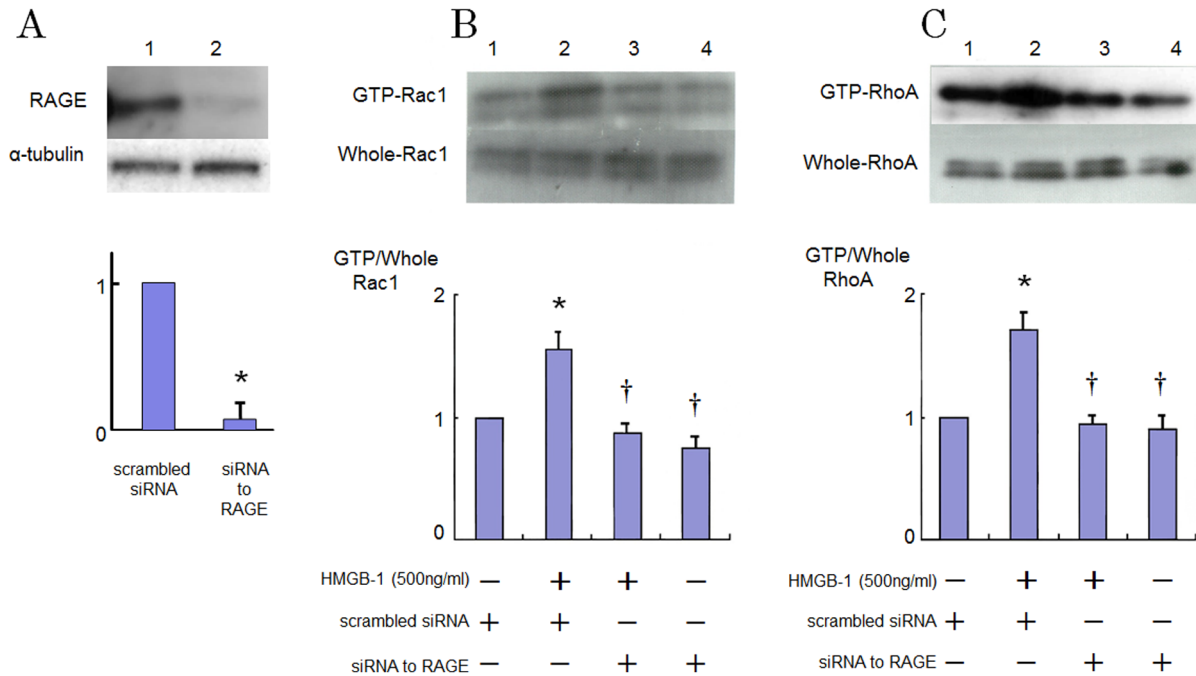 A
1 2
RAGE
α-tubulin
1
*
0
scrambled
siRNA
siRNA
to
RAGE
B
1 2 3 4
GTP-Rac1
Whole-Rac1
GTP/Whole
Rac1
2
*
†
†
1
0
HMGB-1 (500ng/ml) − + + −
scrambled siRNA + + − −
siRNA to RAGE − − + +
C
1 2 3 4
GTP-RhoA
Whole-RhoA
GTP/Whole
RhoA
2
*
†
†
1
0
HMGB-1 (500ng/ml) − + + −
scrambled siRNA + + − −
siRNA to RAGE − − + +